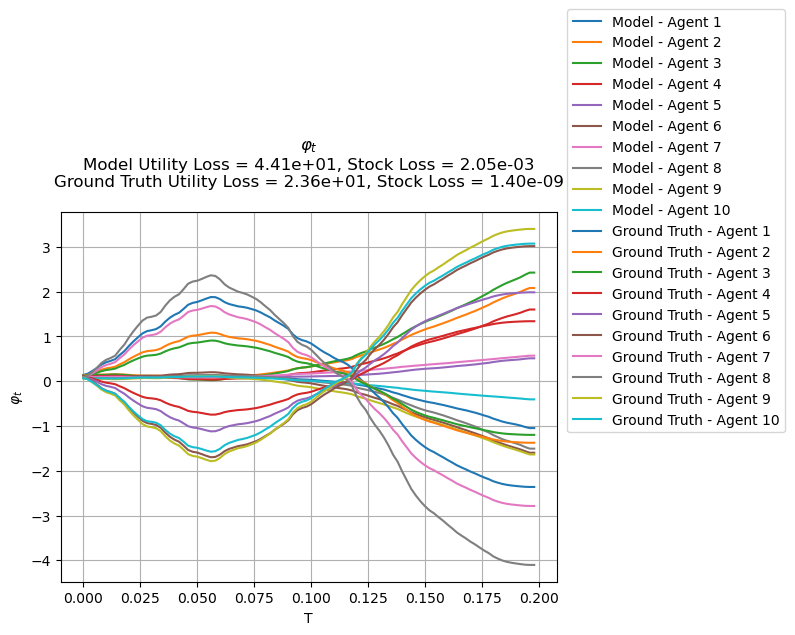 φt
Model Utility Loss = 4.41e+01, Stock Loss = 2.05e-03
Ground Truth Utility Loss = 2.36e+01, Stock Loss = 1.40e-09
φt
3
2
1
0
−1
−2
−3
−4
0.000 0.025 0.050 0.075 0.100 0.125 0.150 0.175 0.200
T
Model - Agent 1
Model - Agent 2
Model - Agent 3
Model - Agent 4
Model - Agent 5
Model - Agent 6
Model - Agent 7
Model - Agent 8
Model - Agent 9
Model - Agent 10
Ground Truth - Agent 1
Ground Truth - Agent 2
Ground Truth - Agent 3
Ground Truth - Agent 4
Ground Truth - Agent 5
Ground Truth - Agent 6
Ground Truth - Agent 7
Ground Truth - Agent 8
Ground Truth - Agent 9
Ground Truth - Agent 10